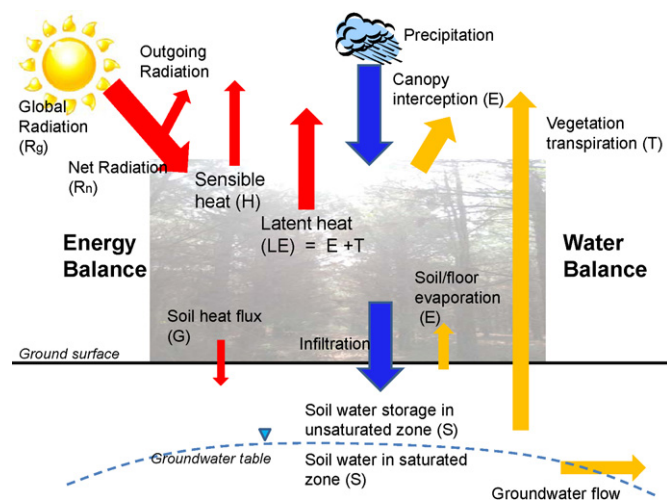 Outgoing
Radiation
Global
Radiation
(Rg)
Net Radiation
(Rn)
Sensible
heat (H)
Latent heat
(LE) = E +T
Energy
Balance
Soil heat flux
(G)
Ground surface
Precipitation
Canopy
interception (E)
Vegetation
transpiration (T)
Water
Balance
Soil/floor
evaporation
(E)
Infiltration
Soil water storage in
unsaturated zone (S)
Groundwater table
Soil water in saturated
zone (S)
Groundwater flow